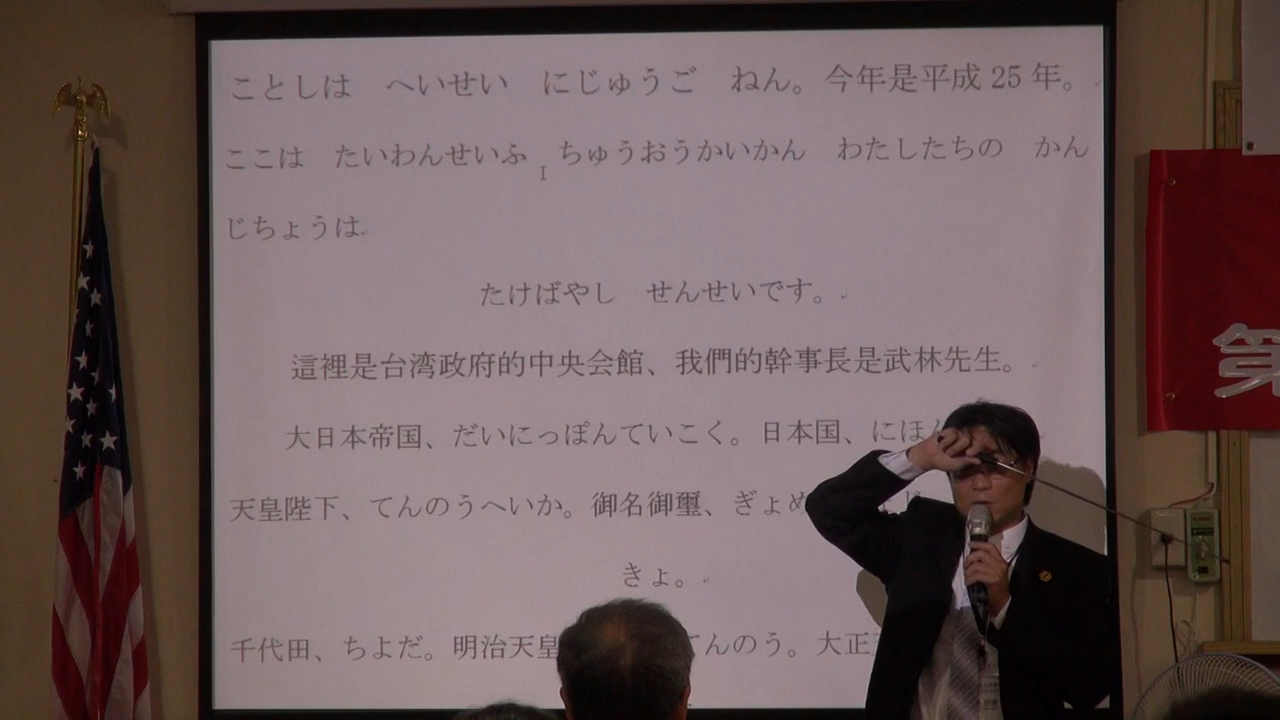 ことしは　へいせい　にじゅうご　ねん。今年是平成 25 年。
ここは　たいわんせいふ　ちゅうおうかいかん　わたしたちの　かん
じちょうは
たけばやし　せんせいです。
這裡是台湾政府的中央会館、我們的幹事長是武林先生。
大日本帝国、だいにっぽんていこく。日本国、にほん
天皇陛下、てんのうへいか。御名御璽、ぎょめ
きょ。
千代田、ちよだ。明治天皇 てんのう。大正
第